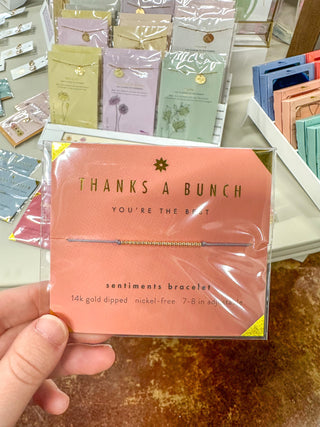 THANKS A BUNCH
YOU'RE THE BEST
sentiments bracelet
14k gold dipped nickel-free 7-8 in adjustable